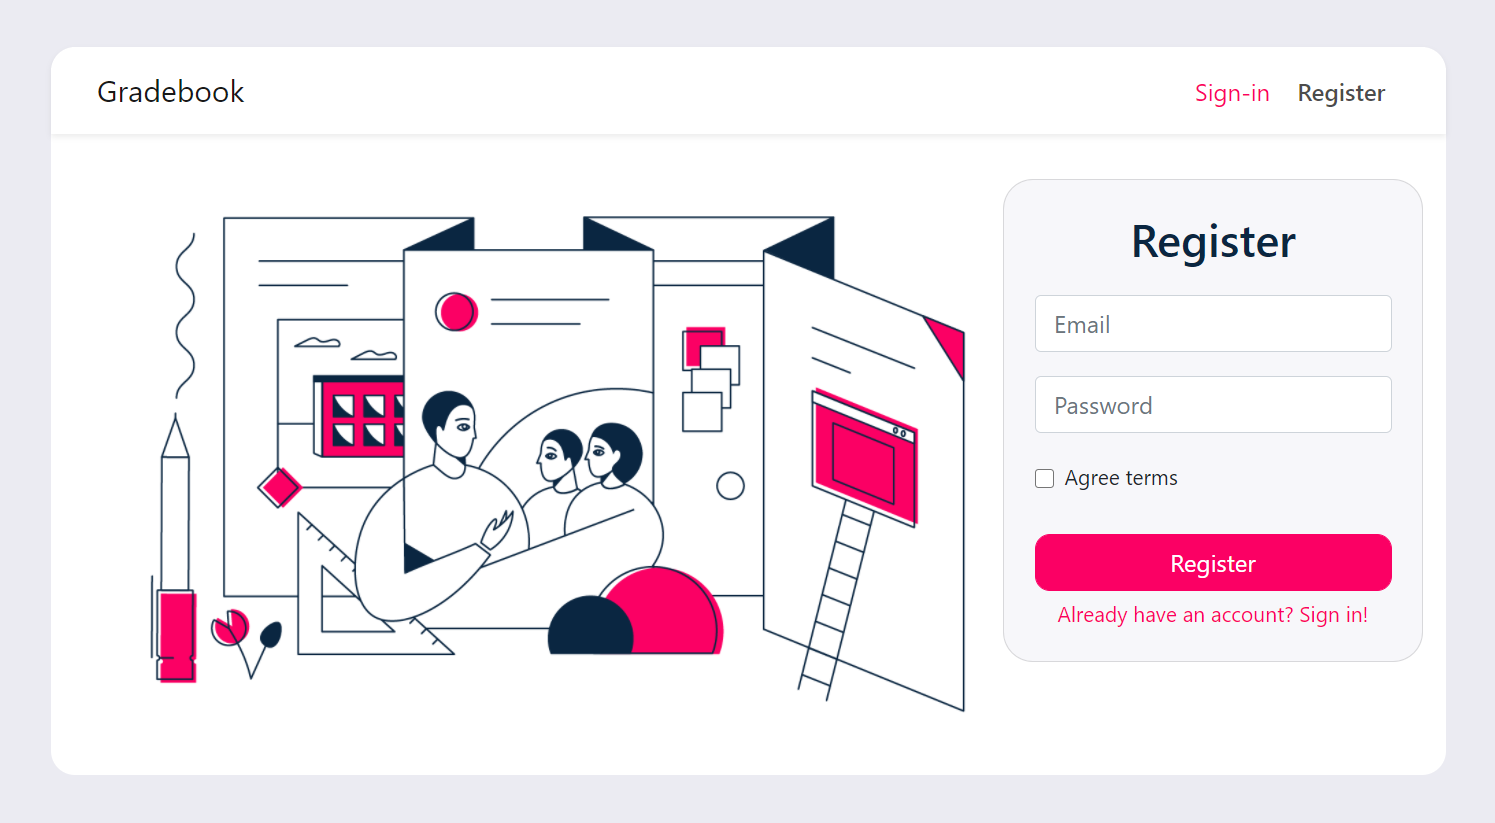 Gradebook
Sign-in Register
Register
Email
Password
Agree terms
Register
Already have an account? Sign in!